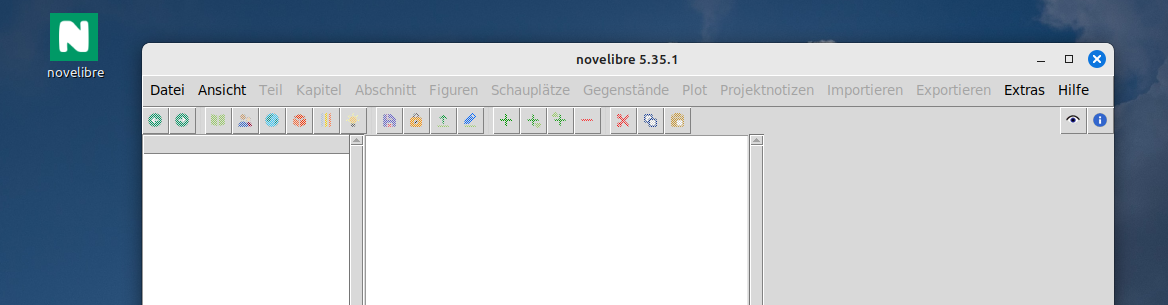 N
novelibre
novelibre 5.35.1
Datei Ansicht Teil Kapitel Abschnitt Figuren Schauplätze Gegenstände Plot Projektnotizen Importieren Exportieren Extras Hilfe